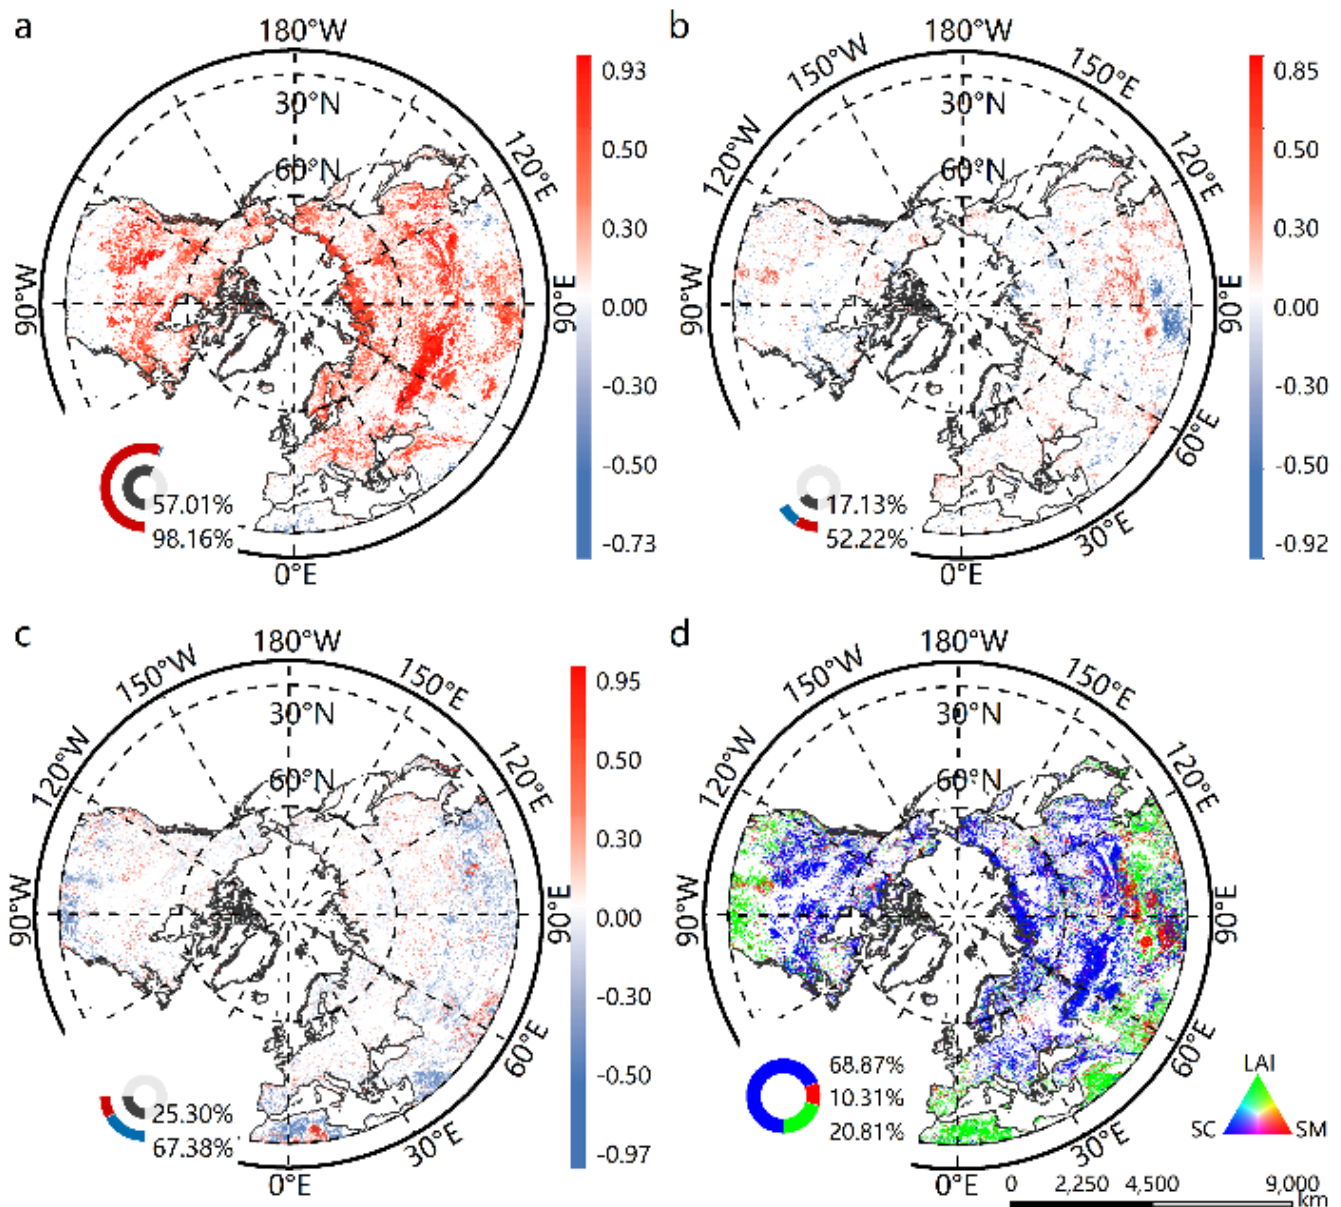 a
180°W
30°N
60°N
120°E
90°E
90°W
0°E
57.01%
98.16%
0.93
0.50
0.30
0.00
-0.30
-0.50
-0.73
b
180°W
150°W
150°E
120°W
120°E
30°N
60°N
90°W
90°E
60°E
30°E
0°E
17.13%
52.22%
0.85
0.50
0.30
0.00
-0.30
-0.50
-0.92
c
180°W
150°W
150°E
120°W
120°E
30°N
60°N
90°W
90°E
60°E
30°E
0°E
25.30%
67.38%
0.95
0.50
0.30
0.00
-0.30
-0.50
-0.97
d
180°W
150°W
150°E
120°W
120°E
30°N
60°N
90°W
90°E
60°E
30°E
0°E
68.87%
10.31%
20.81%
LAI
SC
SM
0 2,250 4,500 9,000
km